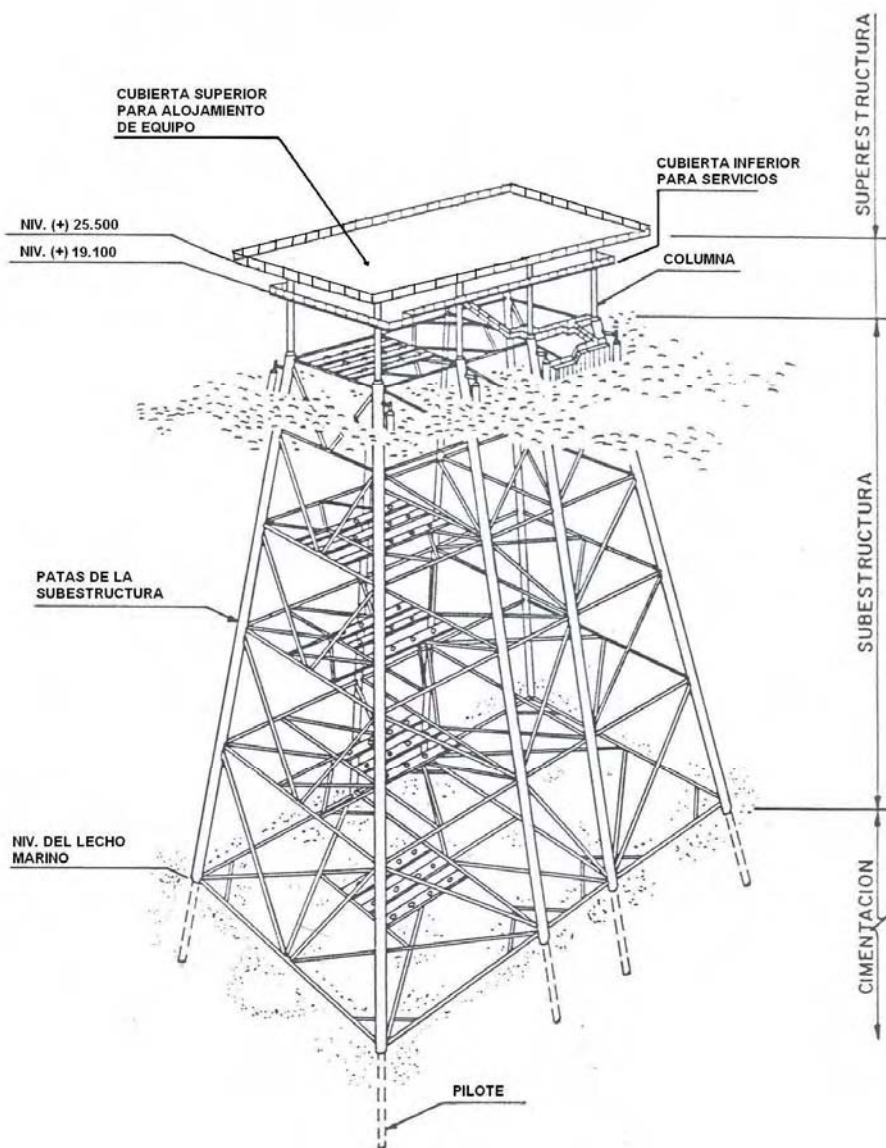 CUBIERTA SUPERIOR
PARA ALOJAMIENTO
DE EQUIPO
CUBIERTA INFERIOR
PARA SERVICIOS
NIV. (+) 25.500
NIV. (+) 19.100
COLUMNA
SUPERESTRUCTURA
PATAS DE LA
SUBESTRUCTURA
SUBESTRUCTURA
NIV. DEL LECHO
MARINO
CIMENTACION
PILOTE